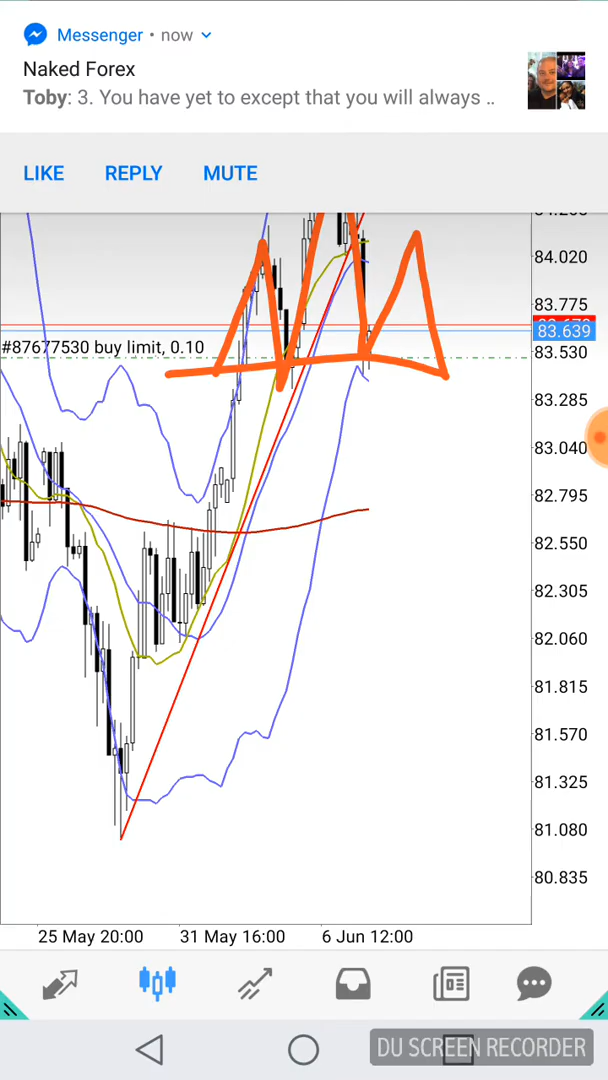 Messenger • now
Naked Forex
Toby: 3. You have yet to except that you will always ..
LIKE REPLY MUTE
84.020
83.775
83.639
#87677530 buy limit, 0.10
83.530
83.285
83.040
82.795
82.550
82.305
82.060
81.815
81.570
81.325
81.080
80.835
25 May 20:00 31 May 16:00 6 Jun 12:00
DU SCREEN RECORDER